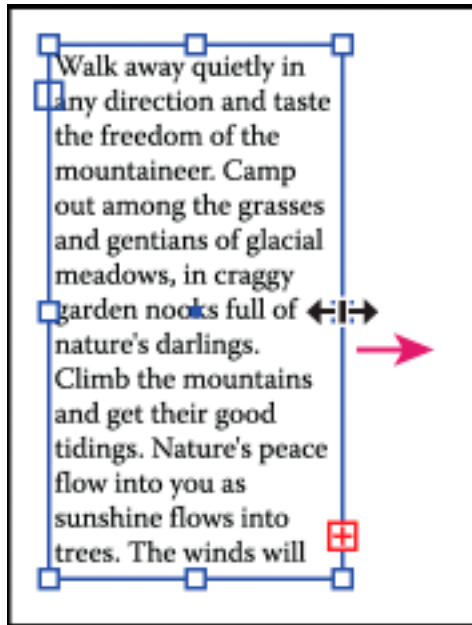 Walk away quietly in
any direction and taste
the freedom of the
mountaineer. Camp
out among the grasses
and gentians of glacial
meadows, in craggy
garden nooks full of
nature's darlings.
Climb the mountains
and get their good
tidings. Nature's peace
flow into you as
sunshine flows into
trees. The winds will